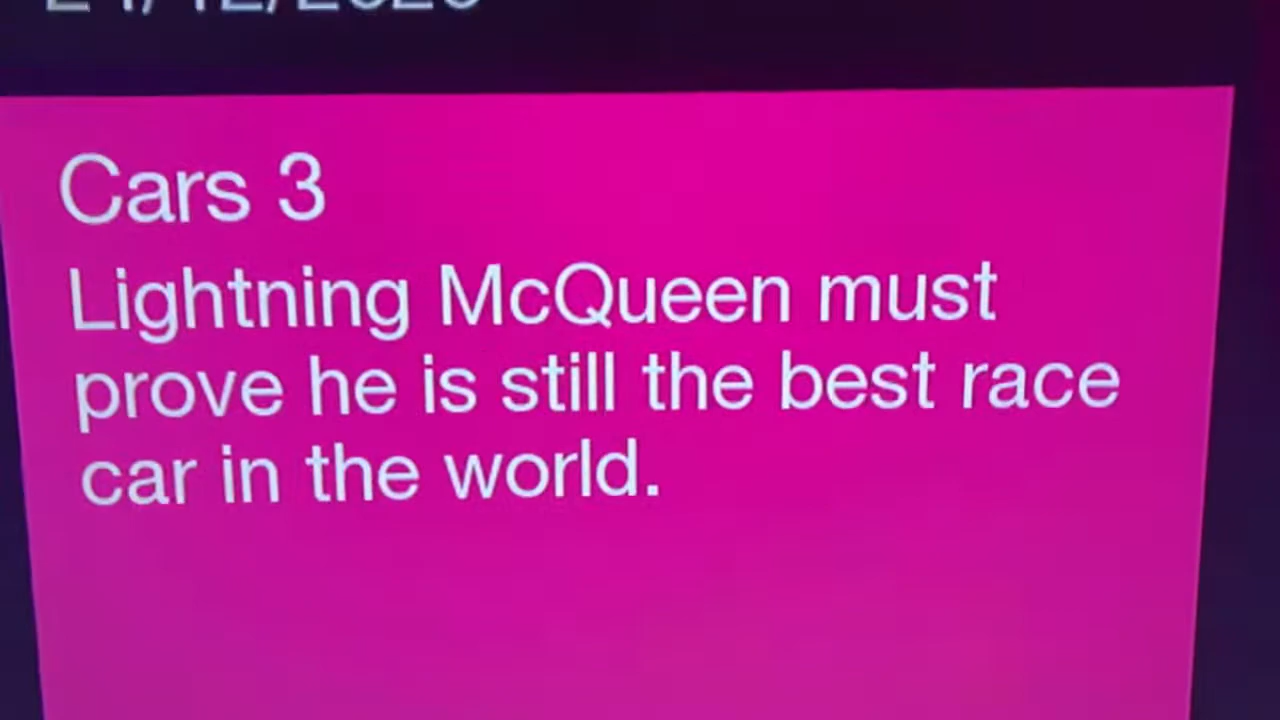 Cars 3
Lightning McQueen must
prove he is still the best race
car in the world.